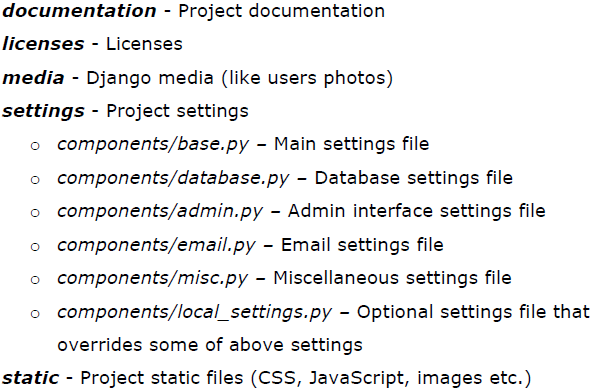 documentation - Project documentation
licenses - Licenses
media - Django media (like users photos)
settings - Project settings
o components/base.py – Main settings file
o components/database.py – Database settings file
o components/admin.py – Admin interface settings file
o components/email.py – Email settings file
o components/misc.py – Miscellaneous settings file
o components/local_settings.py – Optional settings file that
overrides some of above settings
static - Project static files (CSS, JavaScript, images etc.)